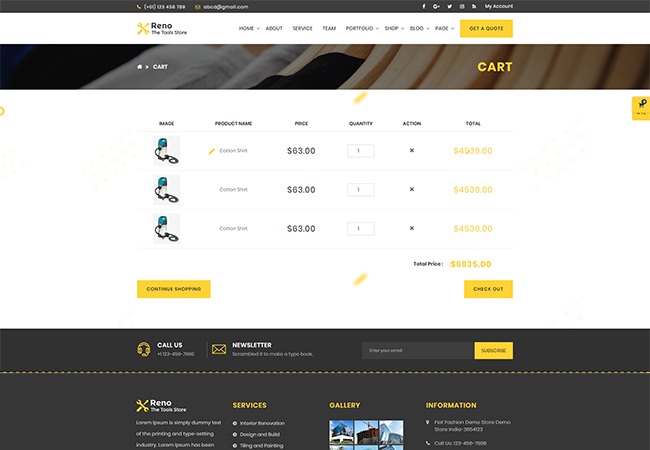 (+01) 123 456 789 abcd@gmail.com My Account
Reno
The Tools Store
HOME ABOUT SERVICE TEAM PORTFOLIO SHOP BLOG PAGE GET A QUOTE
» CART
CART
IMAGE PRODUCT NAME PRICE QUANTITY ACTION TOTAL
Cotton Shirt $63.00 1 × $4539.00
Cotton Shirt $63.00 1 × $4539.00
Cotton Shirt $63.00 1 × $4539.00
Total Price : $6935.00
CONTINUE SHOPPING CHECK OUT
CALL US
+1 123-456-7890
NEWSLETTER
Scrambled it to make a type book.
Enter your email SUBSCRIBE
Reno
The Tools Store
Lorem Ipsum is simply dummy text
of the printing and type-setting
industry. Lorem Ipsum has been
SERVICES
Interior Renovation
Design and Build
Tiling and Painting
GALLERY
INFORMATION
Fiat Fashion Demo Store Demo
Store India-3654123
Call Us: 123-456-7898